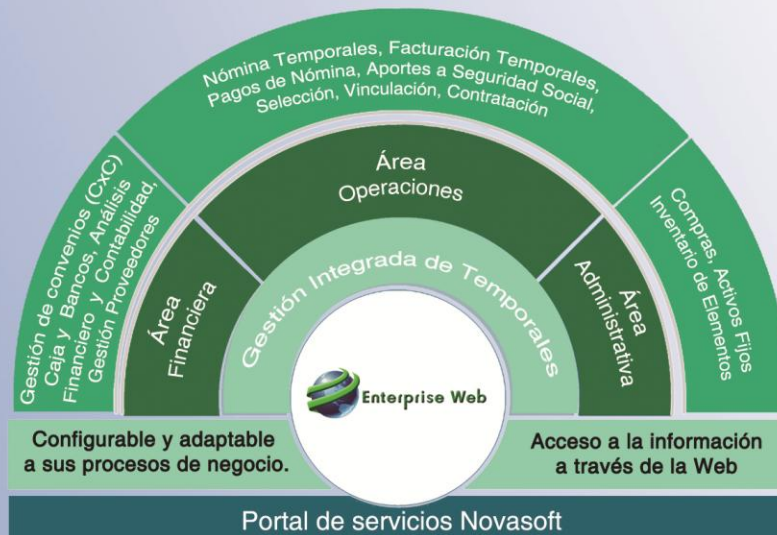 Nómina Temporales, Facturación Temporales,
Pagos de Nómina, Aportes a Seguridad Social,
Selección, Vinculación, Contratación
Gestión de convenios (CxC)
Caja y Bancos, Análisis
Financiero y Contabilidad,
Gestión Proveedores
Compras, Activos Fijos
Inventario de Elementos
Área
Operaciones
Área
Financiera
Área
Administrativa
Gestión Integrada de Temporales
Enterprise Web
Configurable y adaptable
a sus procesos de negocio.
Acceso a la información
a través de la Web
Portal de servicios Novasoft